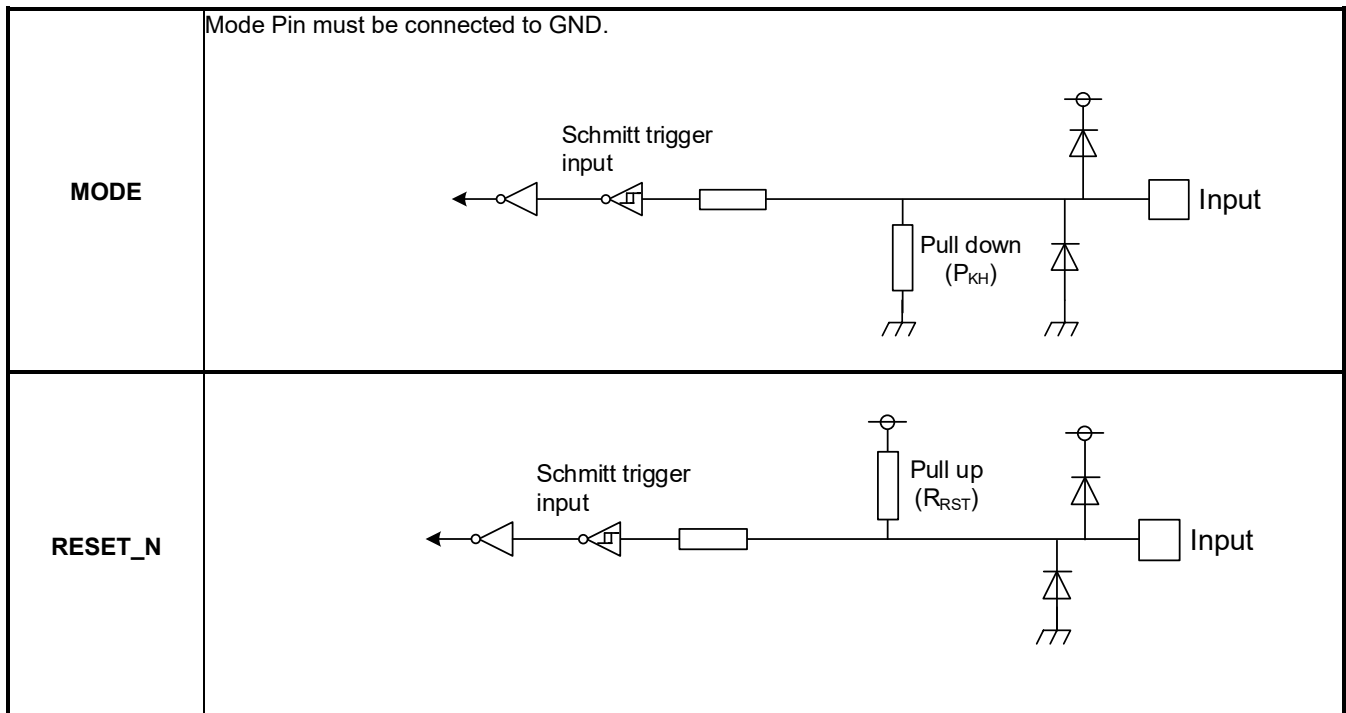 Mode Pin must be connected to GND.
MODE
Schmitt trigger
input
Input
Pull down
(PKH)
RESET_N
Schmitt trigger
input
Pull up
(RRST)
Input